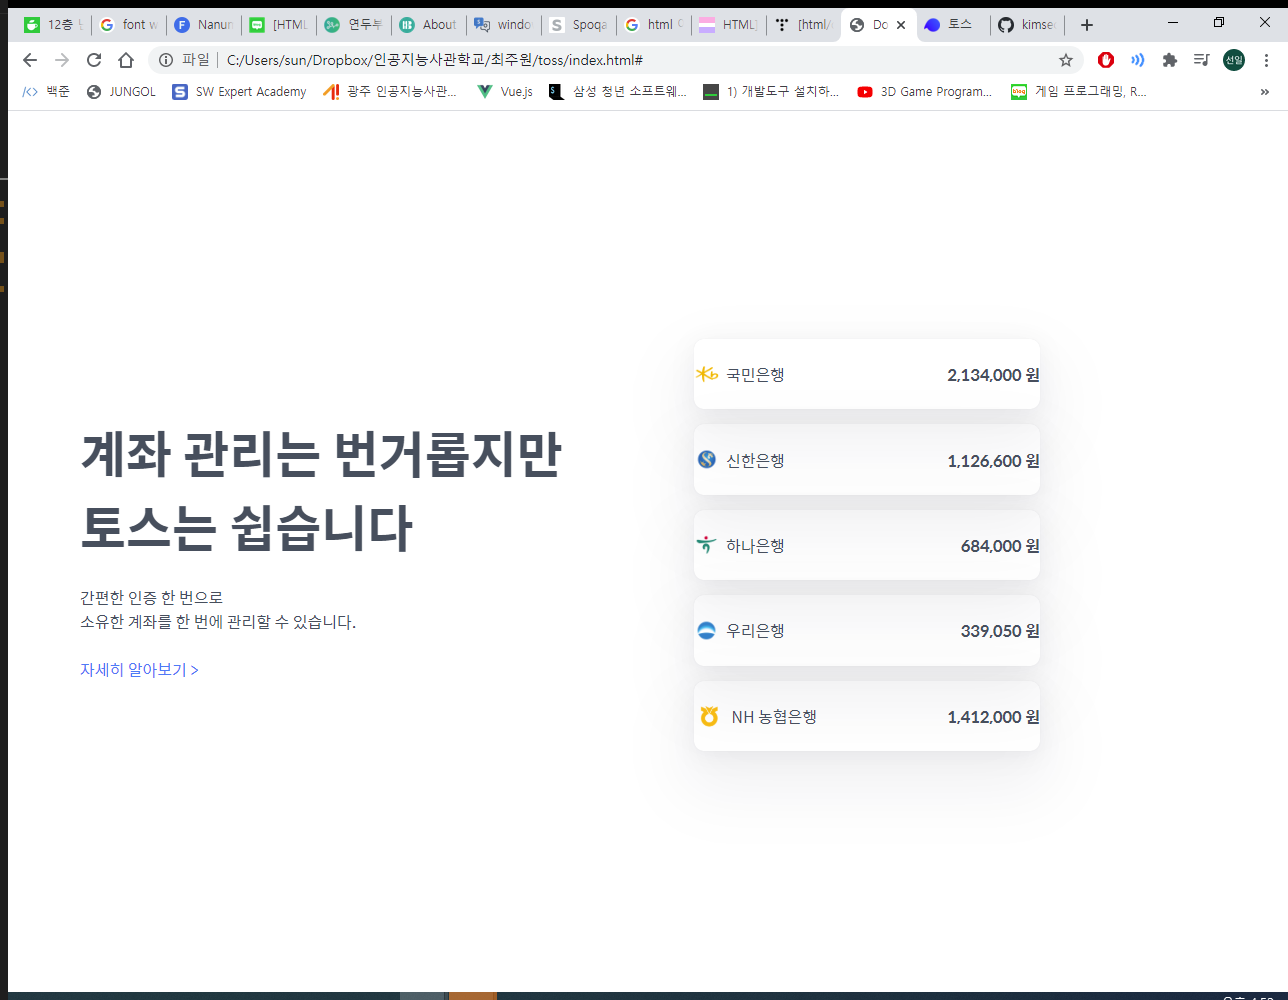 12층
font w
Nanun
[HTML
연두부
About
windo
Spoqa
html
HTML]
[html/
Do
토스
kimse
파일
C:/Users/sun/Dropbox/인공지능사관학교/최주원/toss/index.html#
선일
백준
JUNGOL
SW Expert Academy
광주 인공지능사관...
Vue.js
삼성 청년 소프트웨...
1) 개발도구 설치하...
3D Game Program...
게임 프로그래밍, R...
계좌 관리는 번거롭지만
토스는 쉽습니다
간편한 인증 한 번으로
소유한 계좌를 한 번에 관리할 수 있습니다.
자세히 알아보기 >
국민은행 2,134,000 원
신한은행 1,126,600 원
하나은행 684,000 원
우리은행 339,050 원
NH 농협은행 1,412,000 원